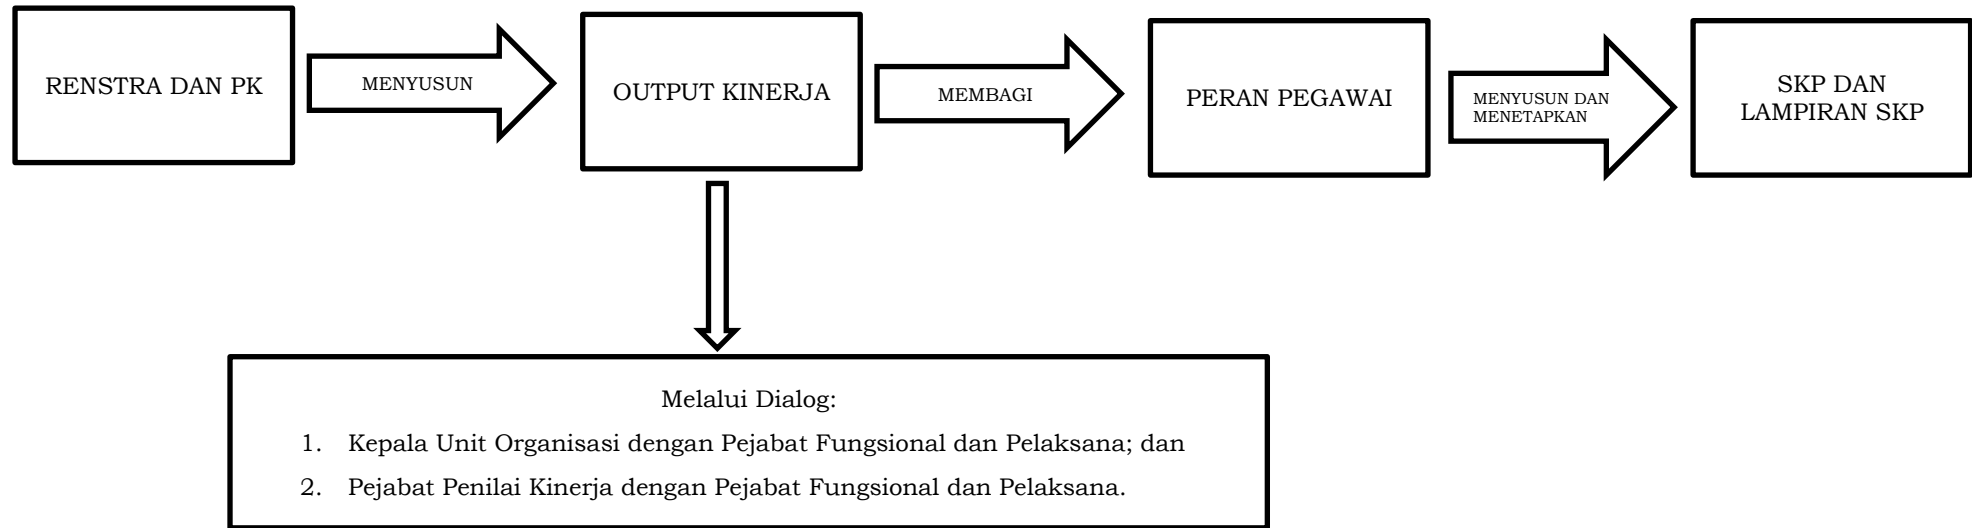 RENSTRA DAN PK
MENYUSUN
OUTPUT KINERJA
MEMBAGI
PERAN PEGAWAI
MENYUSUN DAN
MENETAPKAN
SKP DAN
LAMPIRAN SKP
Melalui Dialog:
1. Kepala Unit Organisasi dengan Pejabat Fungsional dan Pelaksana; dan
2. Pejabat Penilai Kinerja dengan Pejabat Fungsional dan Pelaksana.